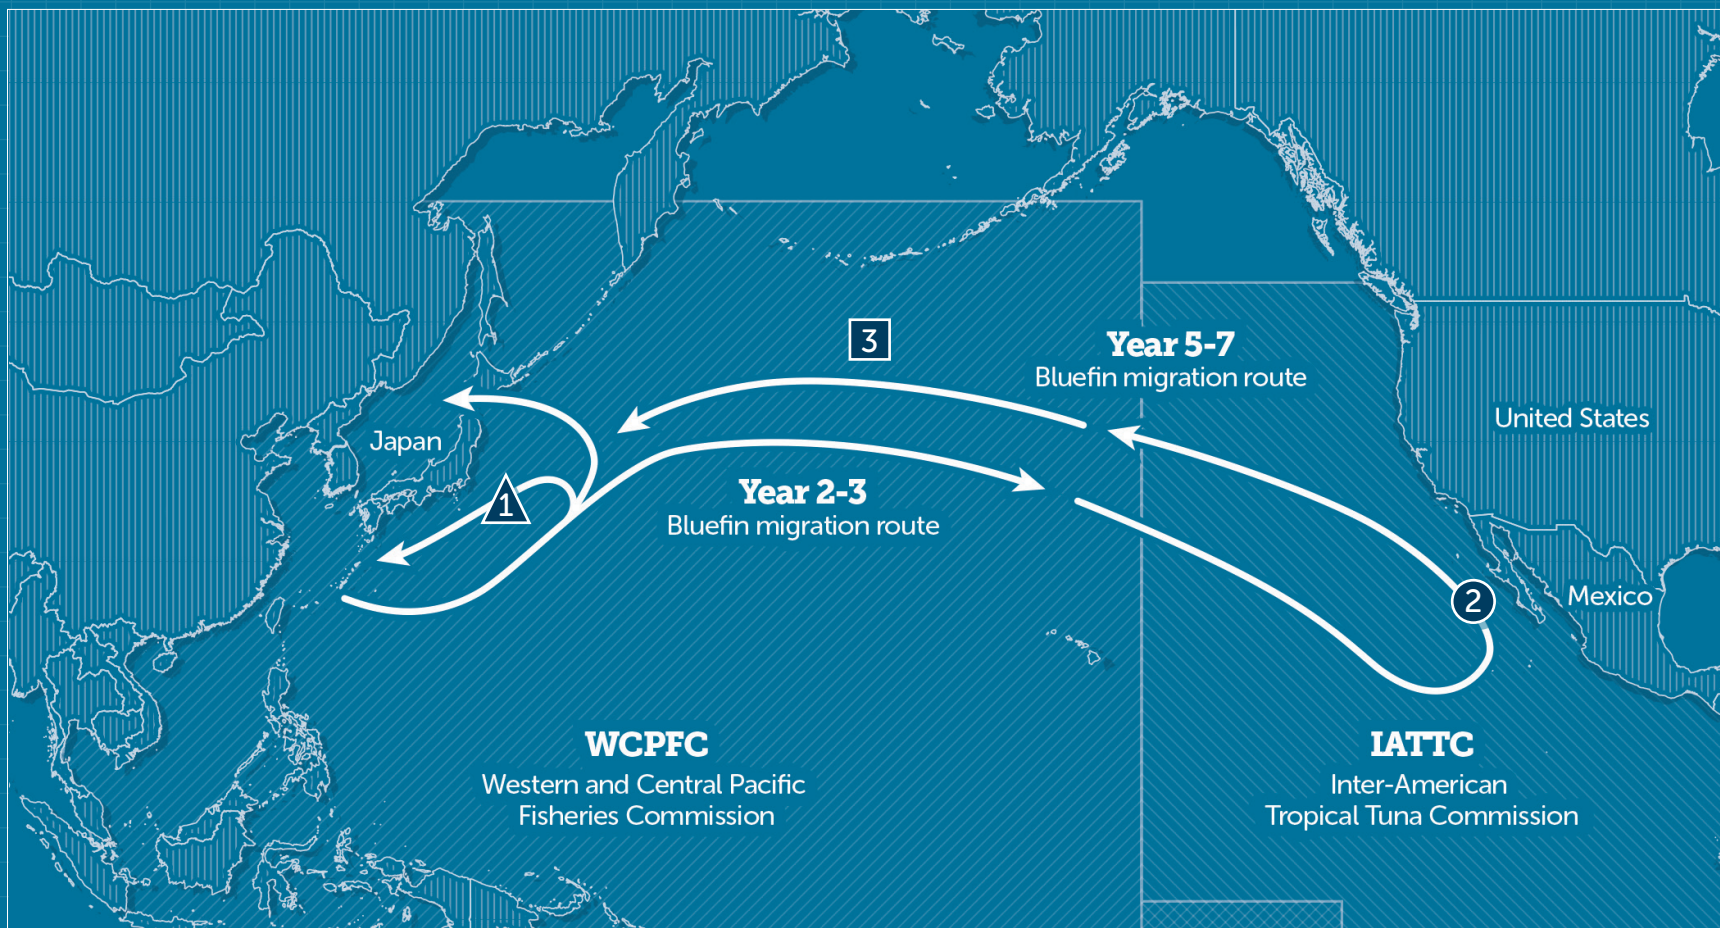 3
Year 5-7
Bluefin migration route
United States
Japan
1
Year 2-3
Bluefin migration route
2
Mexico
WCPFC
Western and Central Pacific
Fisheries Commission
IATTC
Inter-American
Tropical Tuna Commission